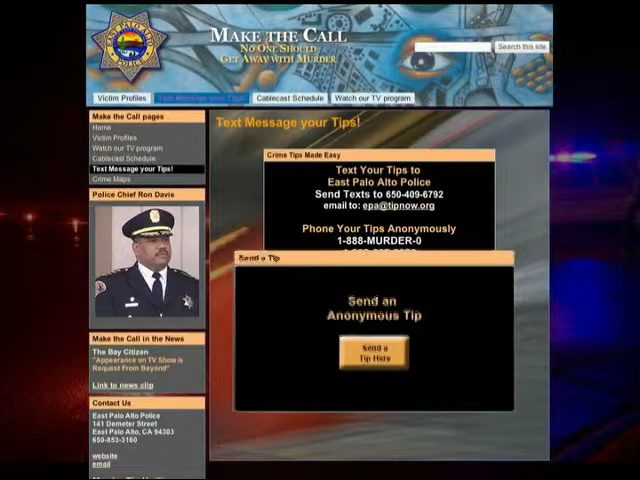 EAST PALO ALTO
POLICE
MAKE THE CALL
NO ONE SHOULD
GET AWAY WITH MURDER
Search this site
Victim Profiles
Text Message your Tips!
Cablecast Schedule
Watch our TV program
Make the Call pages
Home
Victim Profiles
Watch our TV program
Cablecast Schedule
Text Message your Tips!
Crime Maps
Police Chief Ron Davis
Make the Call in the News
The Bay Citizen
"Appearance on TV Show is
Request From Beyond"
Link to news clip
Contact Us
East Palo Alto Police
141 Demeter Street
East Palo Alto, CA 94303
650-853-3160
website
email
Text Message your Tips!
Crime Tips Made Easy
Text Your Tips to
East Palo Alto Police
Send Texts to 650-409-6792
email to: epa@tipnow.org
Phone Your Tips Anonymously
1-888-MURDER-0
Send a Tip
Send an
Anonymous Tip
Send a
Tip Here